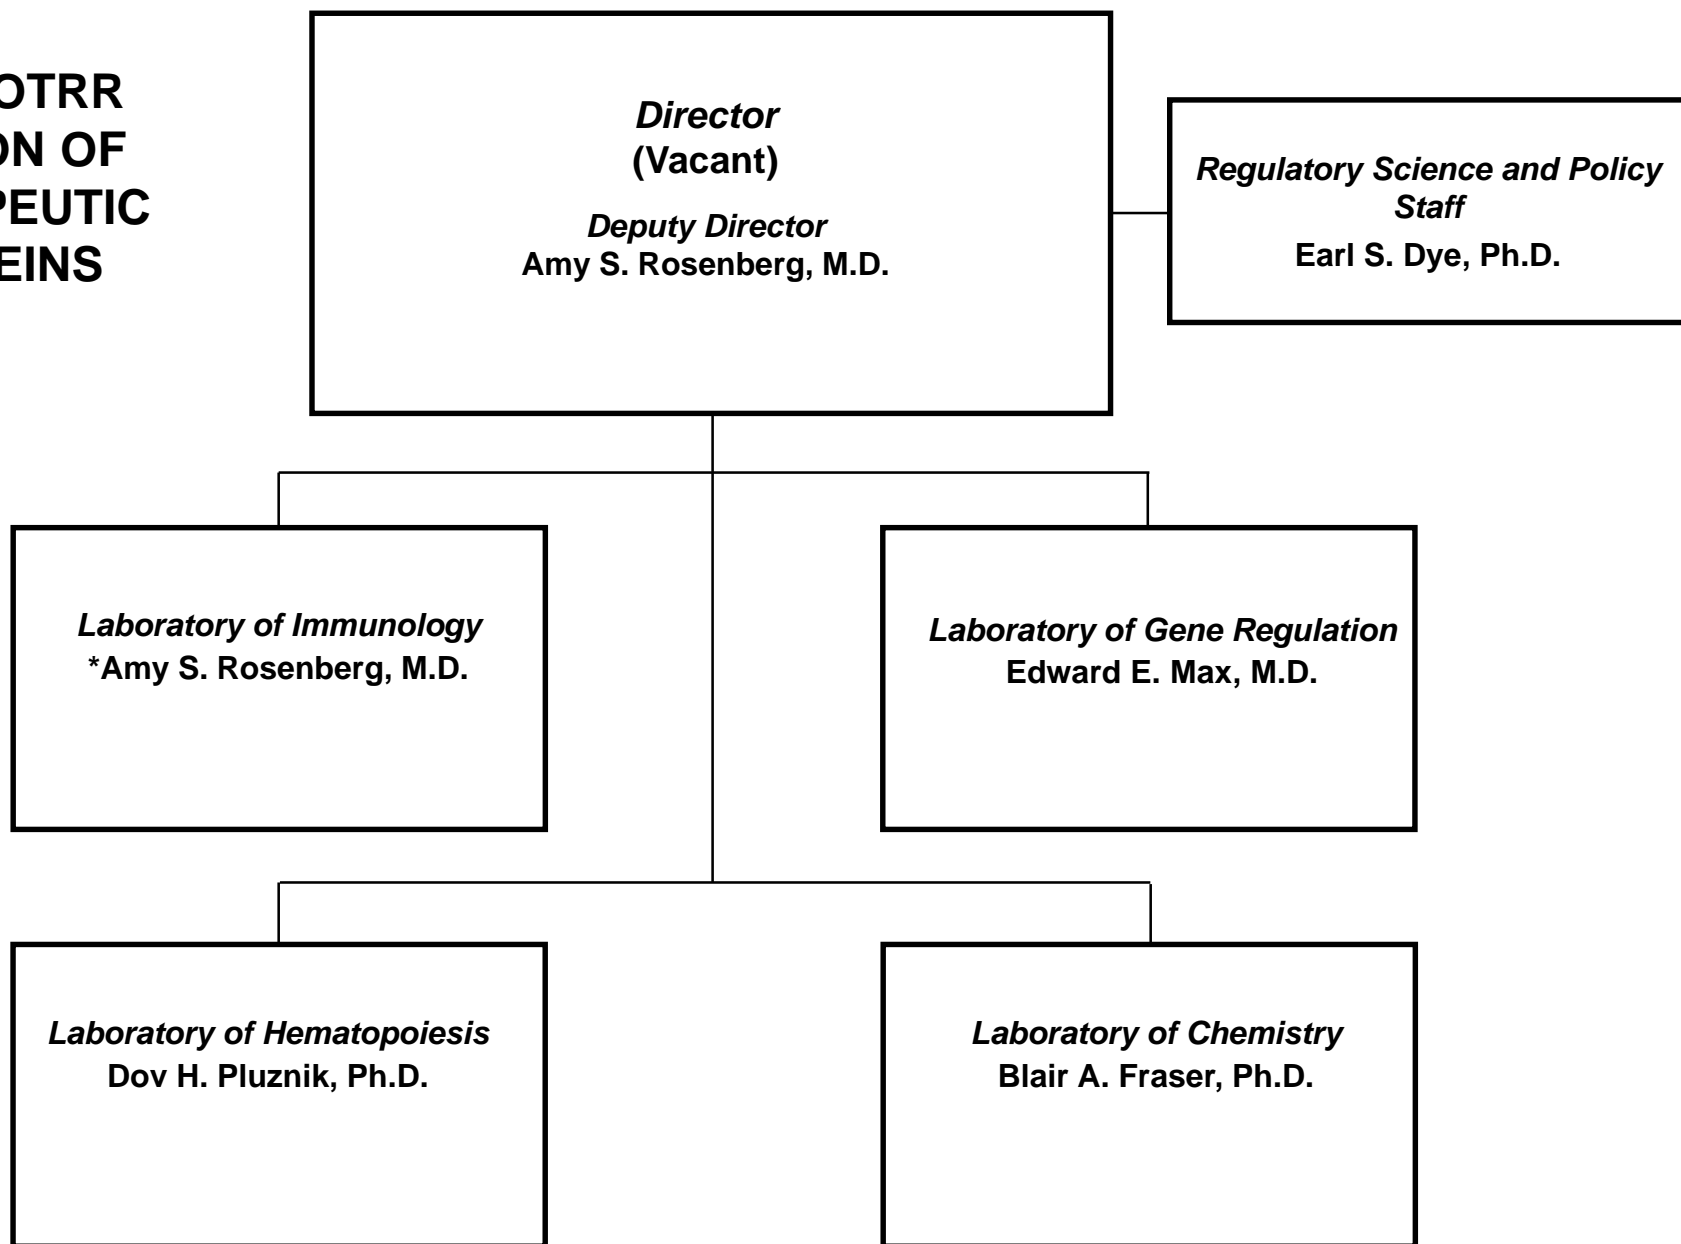 OTRR
ON OF
PEUTIC
EINS
Director
(Vacant)
Deputy Director
Amy S. Rosenberg, M.D.
Regulatory Science and Policy
Staff
Earl S. Dye, Ph.D.
Laboratory of Immunology
*Amy S. Rosenberg, M.D.
Laboratory of Gene Regulation
Edward E. Max, M.D.
Laboratory of Hematopoiesis
Dov H. Pluznik, Ph.D.
Laboratory of Chemistry
Blair A. Fraser, Ph.D.